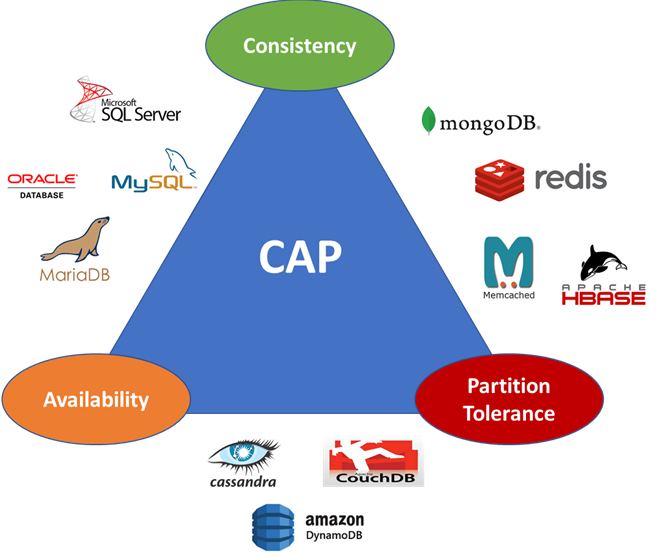 Consistency
Microsoft
SQL Server
mongoDB.
ORACLE
DATABASE
MySQL
redis
MariaDB
CAP
Memcached
APACHE
HBASE
Availability
Partition
Tolerance
cassandra
Apache
CouchDB
amazon
DynamoDB